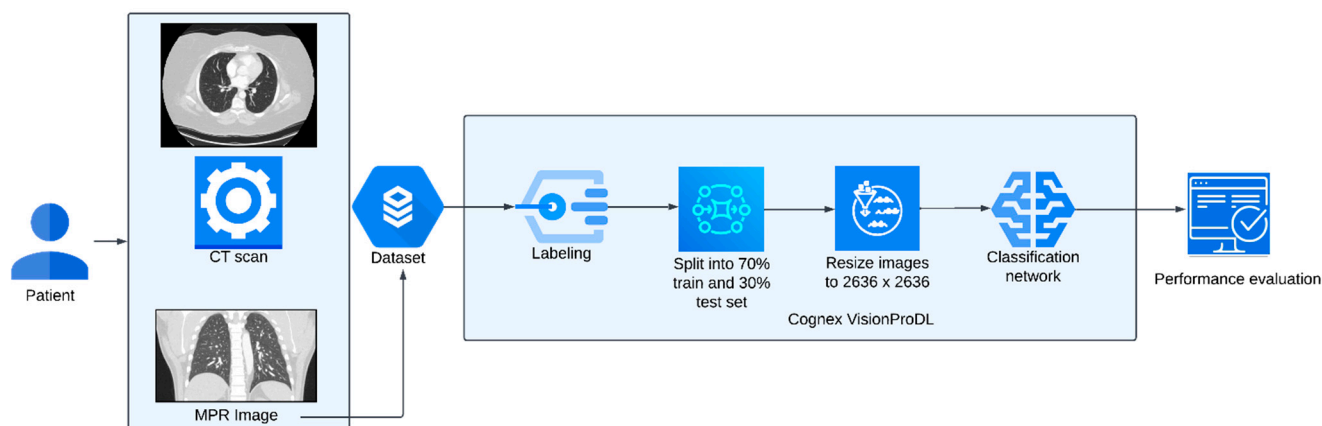 Patient
CT scan
MPR Image
Dataset
Labeling
Split into 70%
train and 30%
test set
Resize images
to 2636 x 2636
Classification
network
Cognex VisionProDL
Performance evaluation